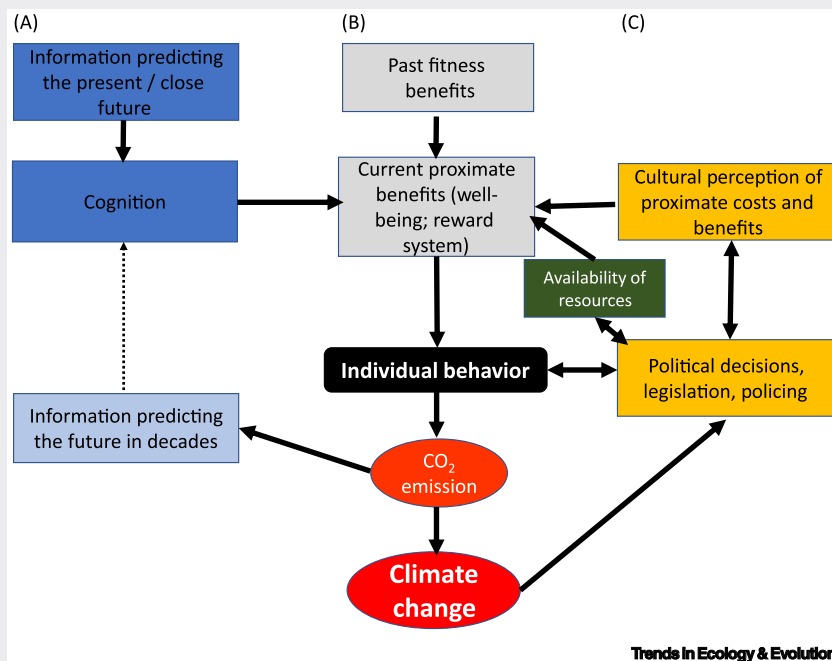 (A)
(B)
(C)
Information predicting
the present / close
future
Past fitness
benefits
Cognition
Current proximate
benefits (well-
being; reward
system)
Cultural perception of
proximate costs and
benefits
Availability of
resources
Individual behavior
Political decisions,
legislation, policing
Information predicting
the future in decades
CO₂
emission
Climate
change
Trends in Ecology & Evolution